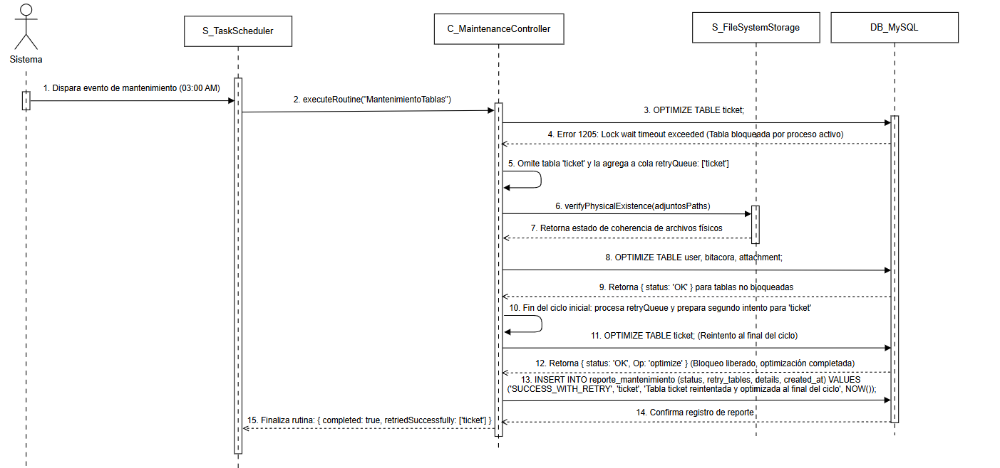 S_TaskScheduler
C_MaintenanceController
S_FileSystemStorage
DB_MySQL
Sistema
1. Dispara evento de mantenimiento (03:00 AM)
2. executeRoutine("MantenimientoTablas")
3. OPTIMIZE TABLE ticket;
4. Error 1205: Lock wait timeout exceeded (Tabla bloqueada por proceso activo)
5. Omite tabla 'ticket' y la agrega a cola retryQueue: ['ticket']
6. verifyPhysicalExistence(adjuntosPaths)
7. Retorna estado de coherencia de archivos físicos
8. OPTIMIZE TABLE user, bitacora, attachment;
9. Retorna { status: 'OK' } para tablas no bloqueadas
10. Fin del ciclo inicial: procesa retryQueue y prepara segundo intento para 'ticket'
11. OPTIMIZE TABLE ticket; (Reintento al final del ciclo)
12. Retorna { status: 'OK', Op: 'optimize' } (Bloqueo liberado, optimización completada)
13. INSERT INTO reporte_mantenimiento (status, retry_tables, details, created_at) VALUES
('SUCCESS_WITH_RETRY', 'ticket', 'Tabla ticket reintentada y optimizada al final del ciclo', NOW());
14. Confirma registro de reporte
15. Finaliza rutina: { completed: true, retriedSuccessfully: ['ticket'] }